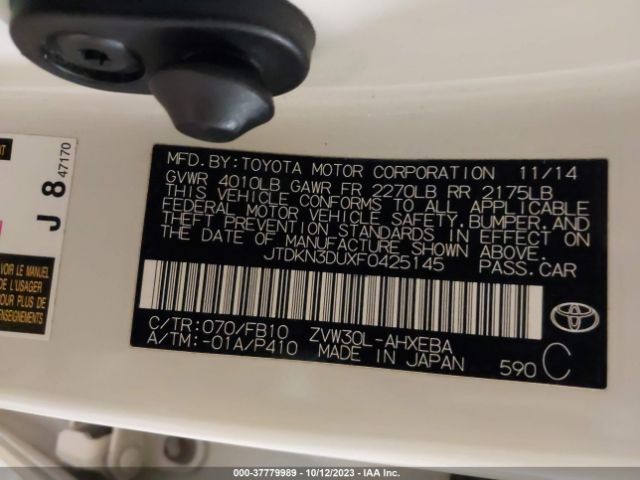 MFD. BY: TOYOTA MOTOR CORPORATION 11/14
GVWR 4010LB GAWR FR 2270LB RR 2175LB
THIS VEHICLE CONFORMS TO ALL APPLICABLE
FEDERAL MOTOR VEHICLE SAFETY, BUMPER, AND
THEFT PREVENTION STANDARDS IN EFFECT ON
THE DATE OF MANUFACTURE SHOWN ABOVE.
JTDKN3DUXF0425145 PASS.CAR
C/TR:070/FB10 ZVW30L-AHXEBA
A/TM:-01A/P410 MADE IN JAPAN
590 C
TOYOTA
J 8 47170
VOIR LE MANUEL
DE L'USAGER
POUR PLUS DE
RENSEIGNEMENTS
000-37779989 - 10/12/2023 - IAA Inc.